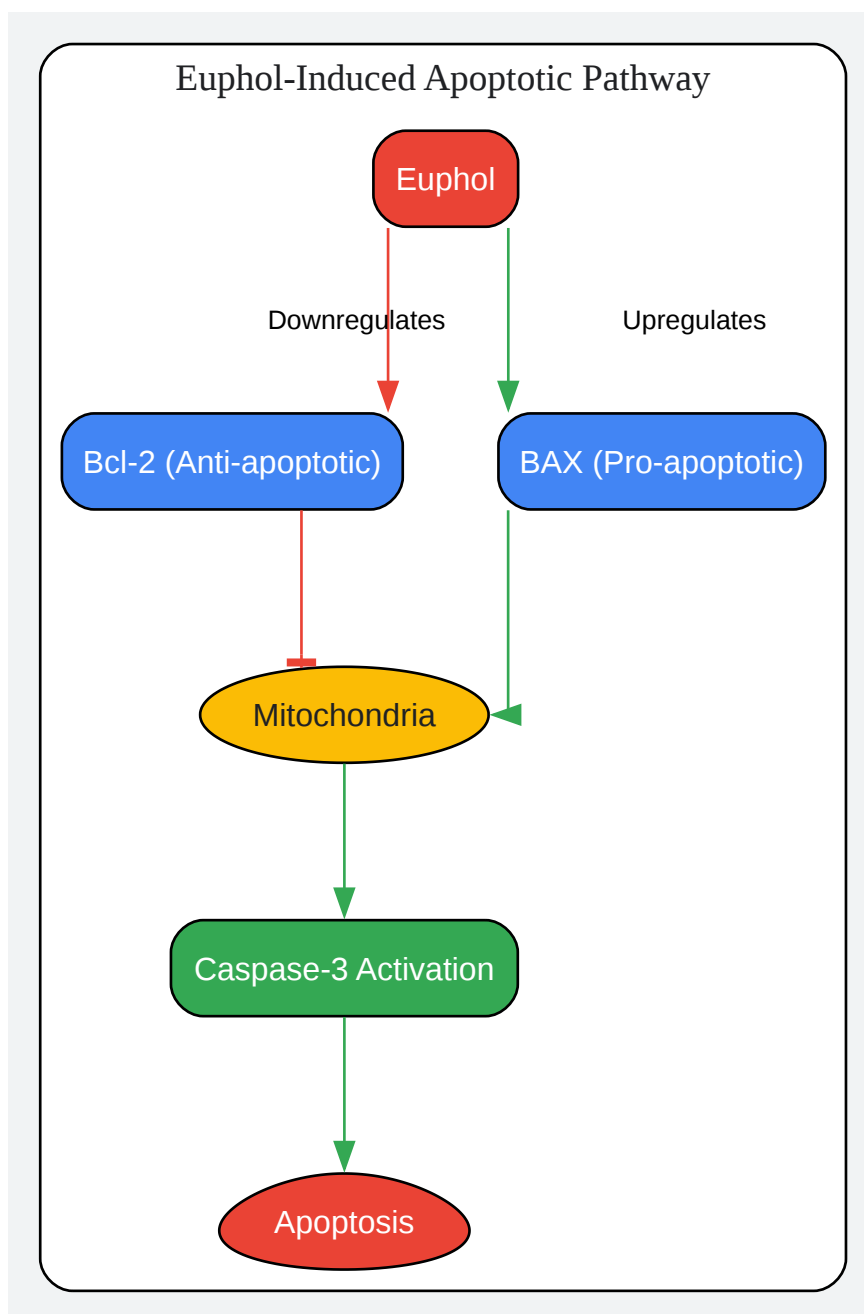 Euphol-Induced Apoptotic Pathway
Euphol
Downregulates
Upregulates
Bcl-2 (Anti-apoptotic)
BAX (Pro-apoptotic)
Mitochondria
Caspase-3 Activation
Apoptosis